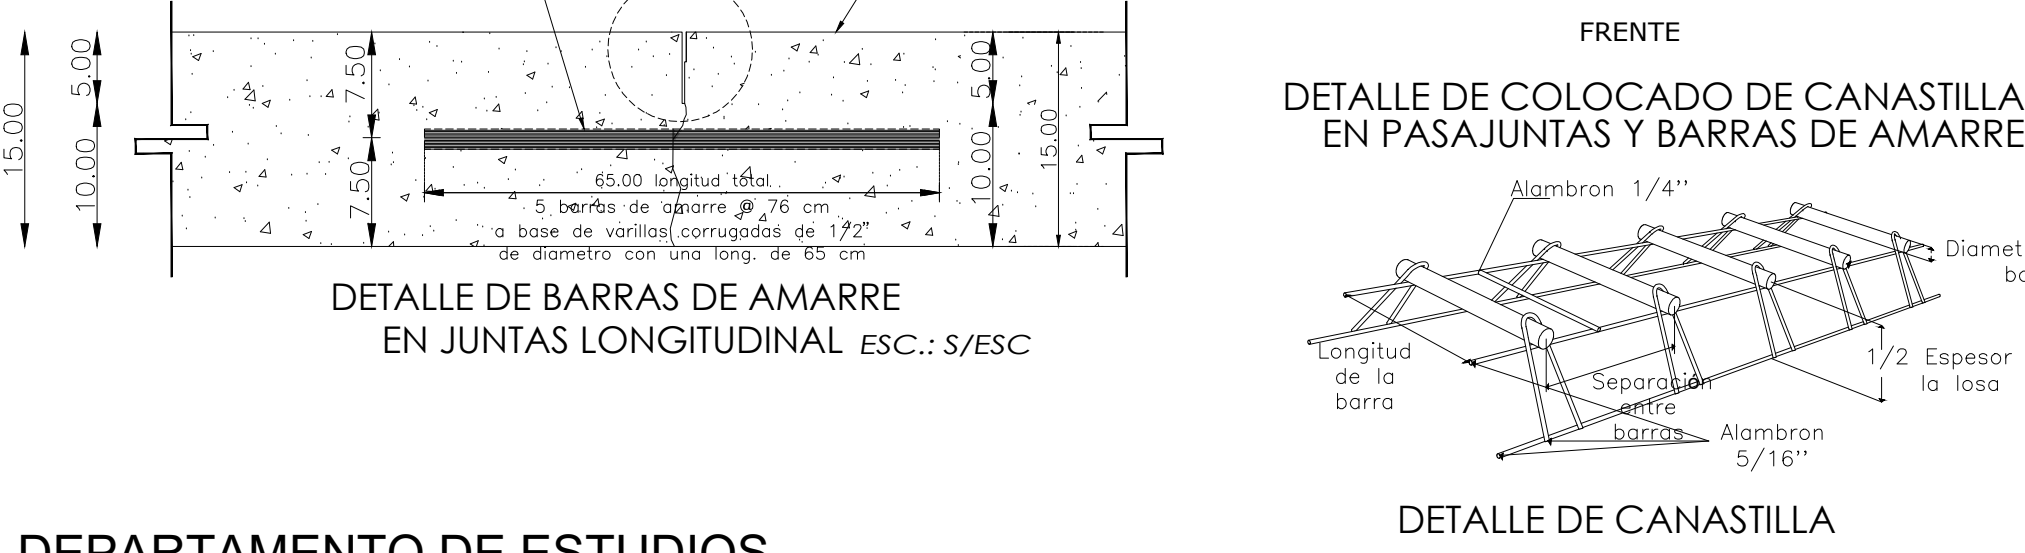 15.00
5.00
10.00
7.50
7.50
5.00
10.00
15.00
65.00 longitud total
5 barras de amarre @ 76 cm
a base de varillas corrugadas de 1/2"
de diametro con una long. de 65 cm
DETALLE DE BARRAS DE AMARRE
EN JUNTAS LONGITUDINAL ESC.: S/ESC
FRENTE
DETALLE DE COLOCADO DE CANASTILLA
EN PASAJUNTAS Y BARRAS DE AMARRE
Alambron 1/4''
Longitud
de la
barra
Separación
entre
barras
Alambron
5/16''
1/2 Espesor
la losa
DETALLE DE CANASTILLA
DEPARTAMENTO DE ESTUDIOS